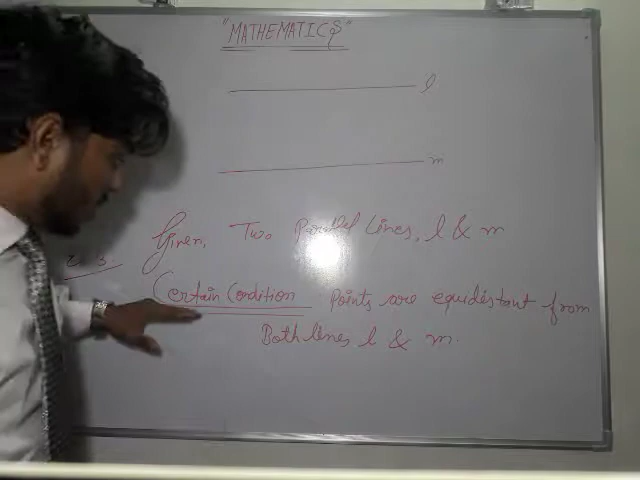 "MATHEMATICS"
l
m
Given, Two Parallel Lines, l & m
Certain Condition Points are equidistant from
Both lines l & m.